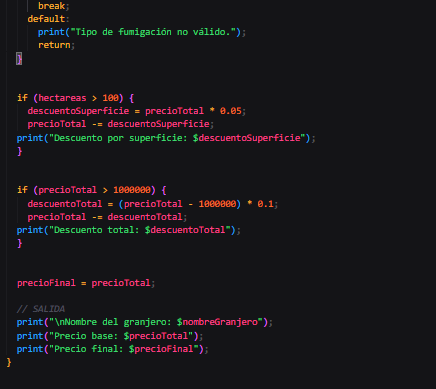 break;
default:
print("Tipo de fumigación no válido.");
return;
}
if (hectareas > 100) {
descuentoSuperficie = precioTotal * 0.05;
precioTotal -= descuentoSuperficie;
print("Descuento por superficie: $descuentoSuperficie");
}
if (precioTotal > 1000000) {
descuentoTotal = (precioTotal - 1000000) * 0.1;
precioTotal -= descuentoTotal;
print("Descuento total: $descuentoTotal");
}
precioFinal = precioTotal;
// SALIDA
print("\nNombre del granjero: $nombreGranjero");
print("Precio base: $precioTotal");
print("Precio final: $precioFinal");
}